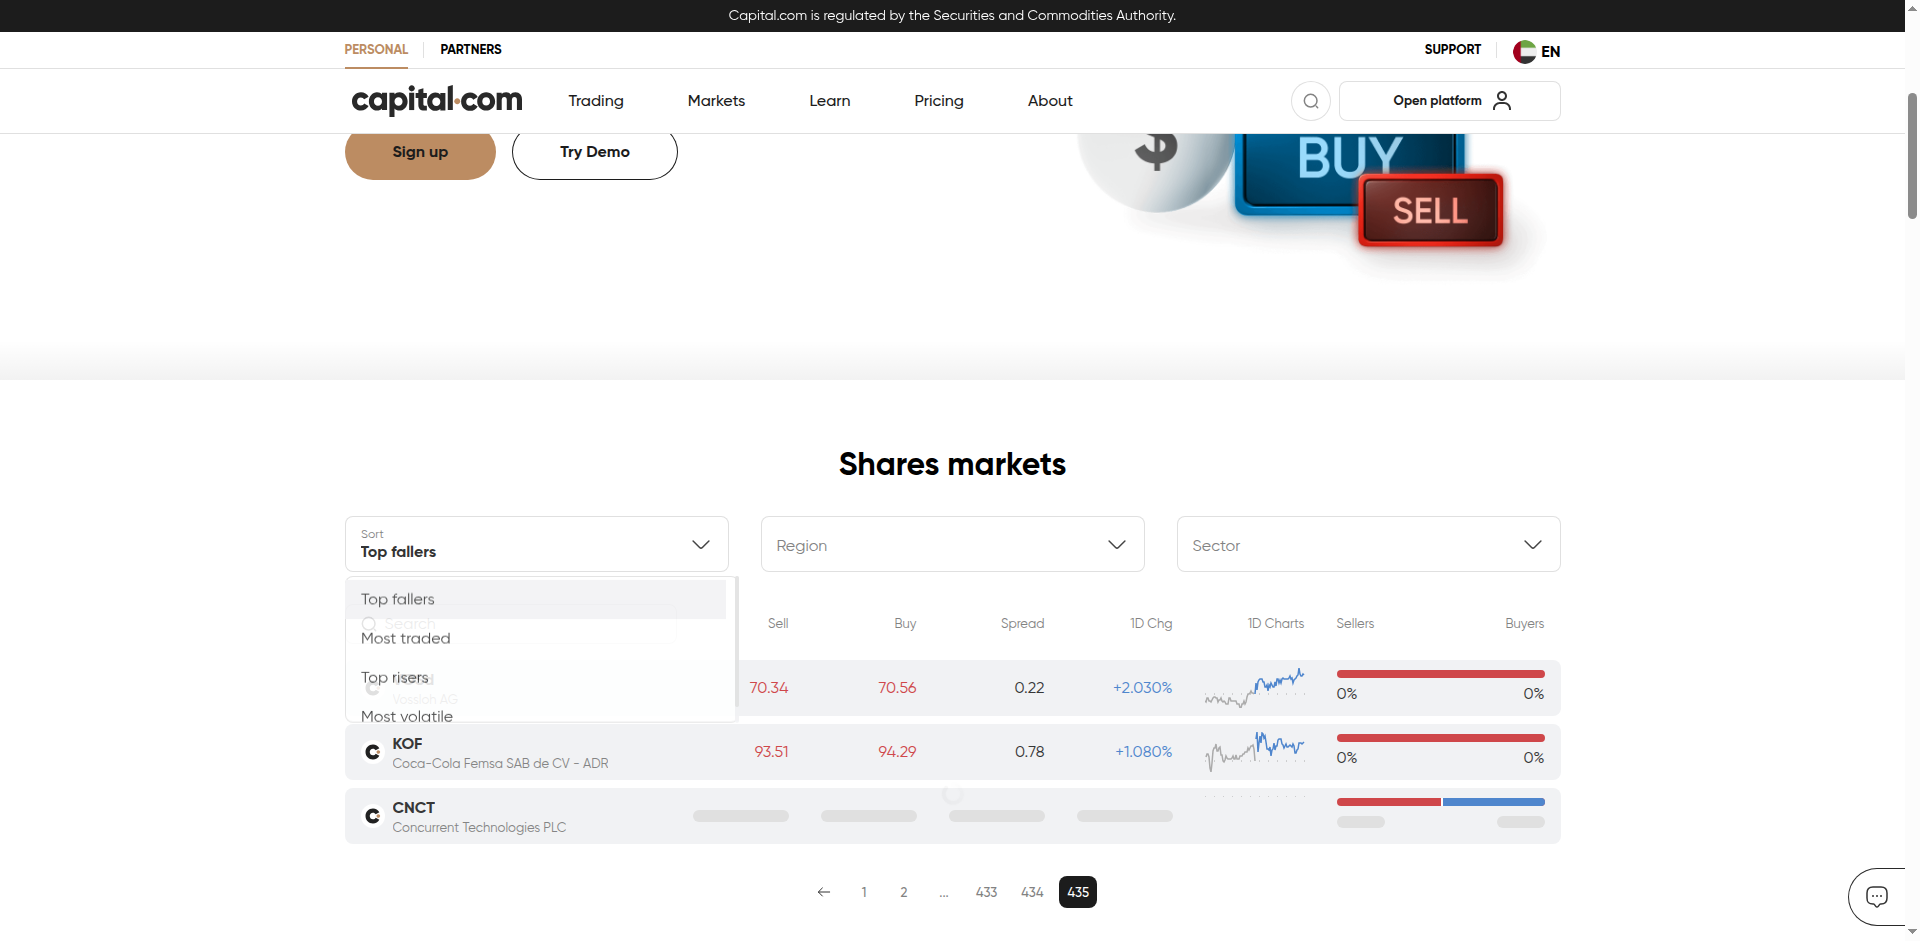 Capital.com is regulated by the Securities and Commodities Authority.
PERSONAL
PARTNERS
SUPPORT
EN
capital.com
Trading
Markets
Learn
Pricing
About
Open platform
Sign up
Try Demo
$
BUY
SELL
Shares markets
Sort
Top fallers
Region
Sector
Top fallers
Search
Most traded
Top risers
Vossloh AG
Most volatile
Sell
Buy
Spread
1D Chg
1D Charts
Sellers
Buyers
70.34
70.56
0.22
+2.030%
0%
0%
KOF
Coca-Cola Femsa SAB de CV - ADR
93.51
94.29
0.78
+1.080%
0%
0%
CNCT
Concurrent Technologies PLC
1
2
...
433
434
435